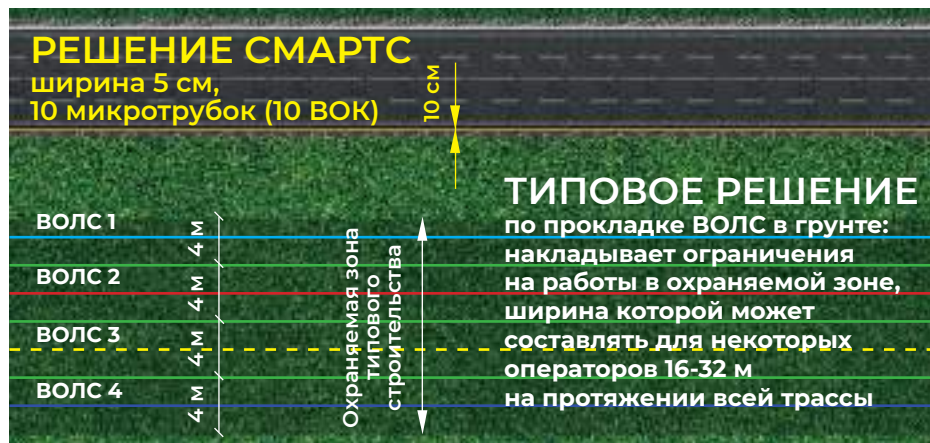 РЕШЕНИЕ СМАРТС
ширина 5 см,
10 микротрубок (10 ВОК)
10 см
ТИПОВОЕ РЕШЕНИЕ
по прокладке ВОЛС в грунте:
накладывает ограничения
на работы в охраняемой зоне,
ширина которой может
составлять для некоторых
операторов 16-32 м
на протяжении всей трассы
ВОЛС 1
4 м
ВОЛС 2
4 м
ВОЛС 3
4 м
ВОЛС 4
4 м
Охраняемая зона
типового
строительства